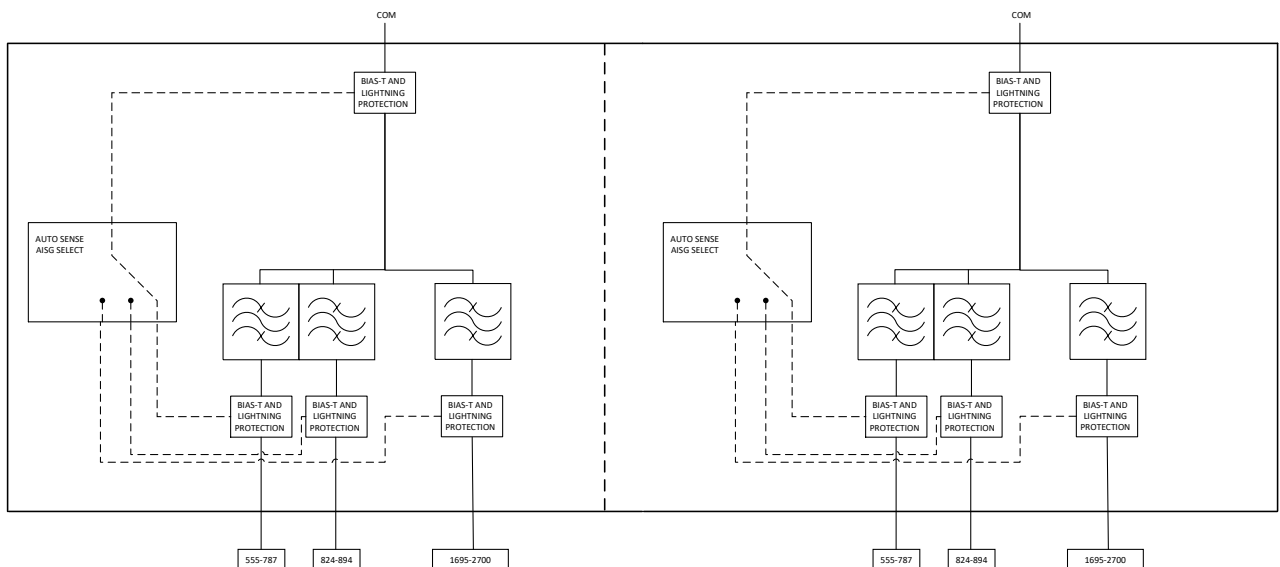 COM
COM
BIAS-T AND
LIGHTNING
PROTECTION
BIAS-T AND
LIGHTNING
PROTECTION
AUTO SENSE
AISG SELECT
AUTO SENSE
AISG SELECT
BIAS-T AND
LIGHTNING
PROTECTION
BIAS-T AND
LIGHTNING
PROTECTION
BIAS-T AND
LIGHTNING
PROTECTION
BIAS-T AND
LIGHTNING
PROTECTION
BIAS-T AND
LIGHTNING
PROTECTION
BIAS-T AND
LIGHTNING
PROTECTION
555-787
824-894
1695-2700
555-787
824-894
1695-2700